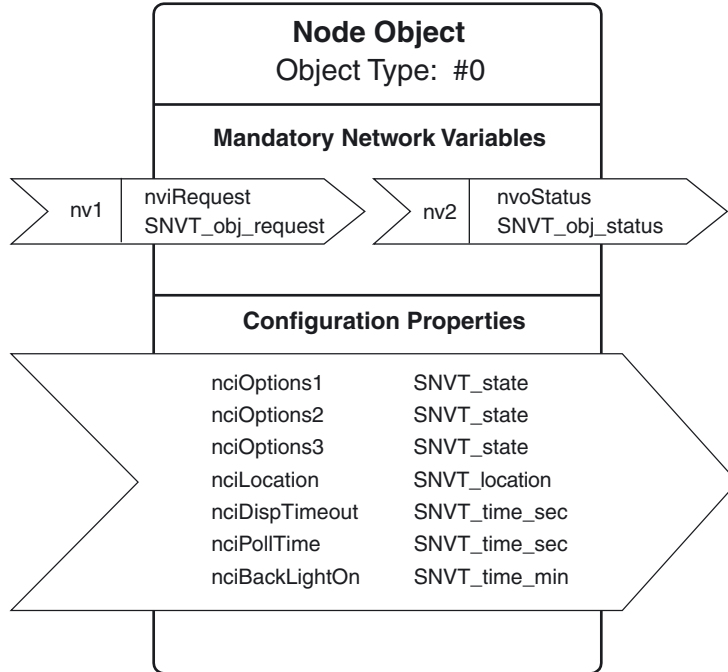 Node Object
Object Type: #0
Mandatory Network Variables
nv1
nviRequest
SNVT_obj_request
nv2
nvoStatus
SNVT_obj_status
Configuration Properties
nciOptions1 SNVT_state
nciOptions2 SNVT_state
nciOptions3 SNVT_state
nciLocation SNVT_location
nciDispTimeout SNVT_time_sec
nciPollTime SNVT_time_sec
nciBackLightOn SNVT_time_min